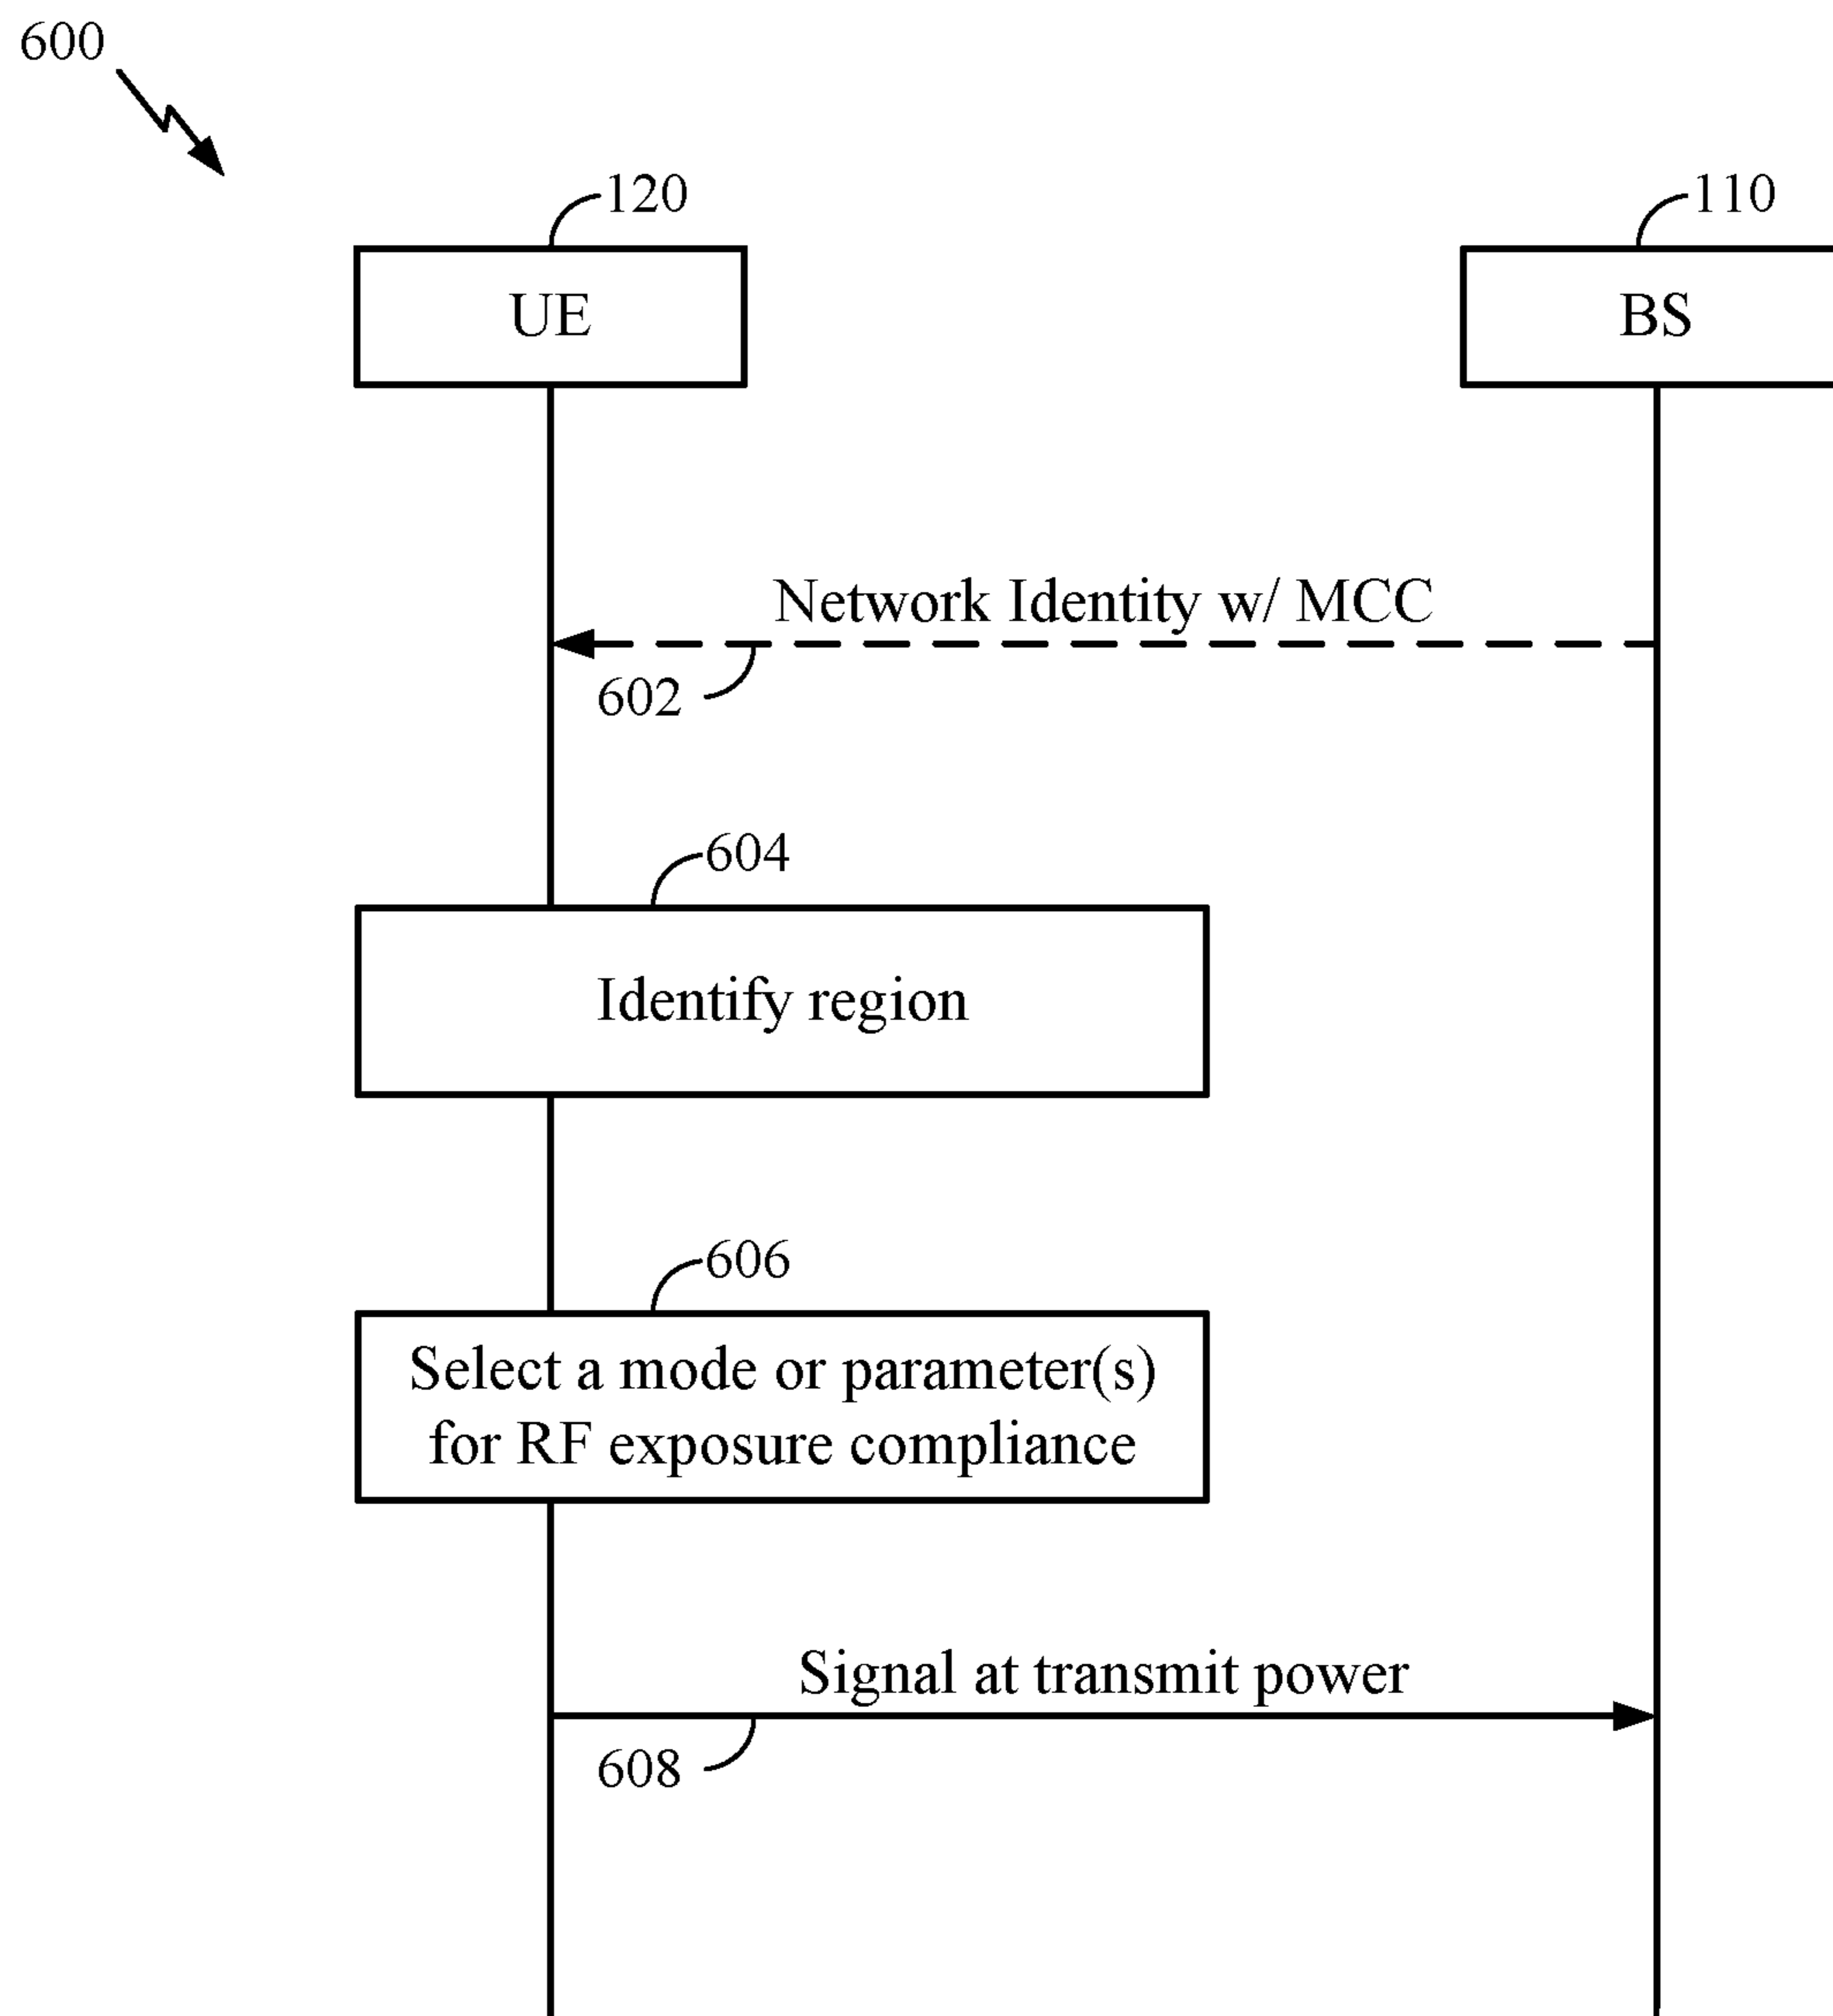 600
120
110
UE
BS
Network Identity w/ MCC
602
604
Identify region
606
Select a mode or parameter(s)
for RF exposure compliance
Signal at transmit power
608